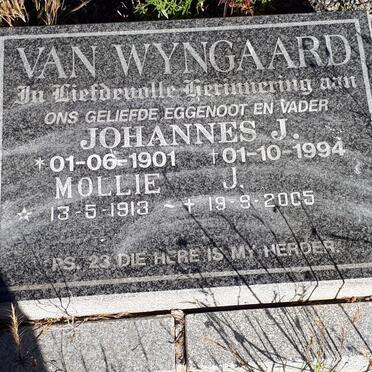 VAN WYNGAARD
In Liefdevolle Herinnering aan
ONS GELIEFDE EGGENOOT EN VADER
JOHANNES J.
*01-06-1901 †01-10-1994
MOLLIE J.
☆ 13-5-1913 - † 19-9-2005
PS. 23 DIE HERE IS MY HERDER